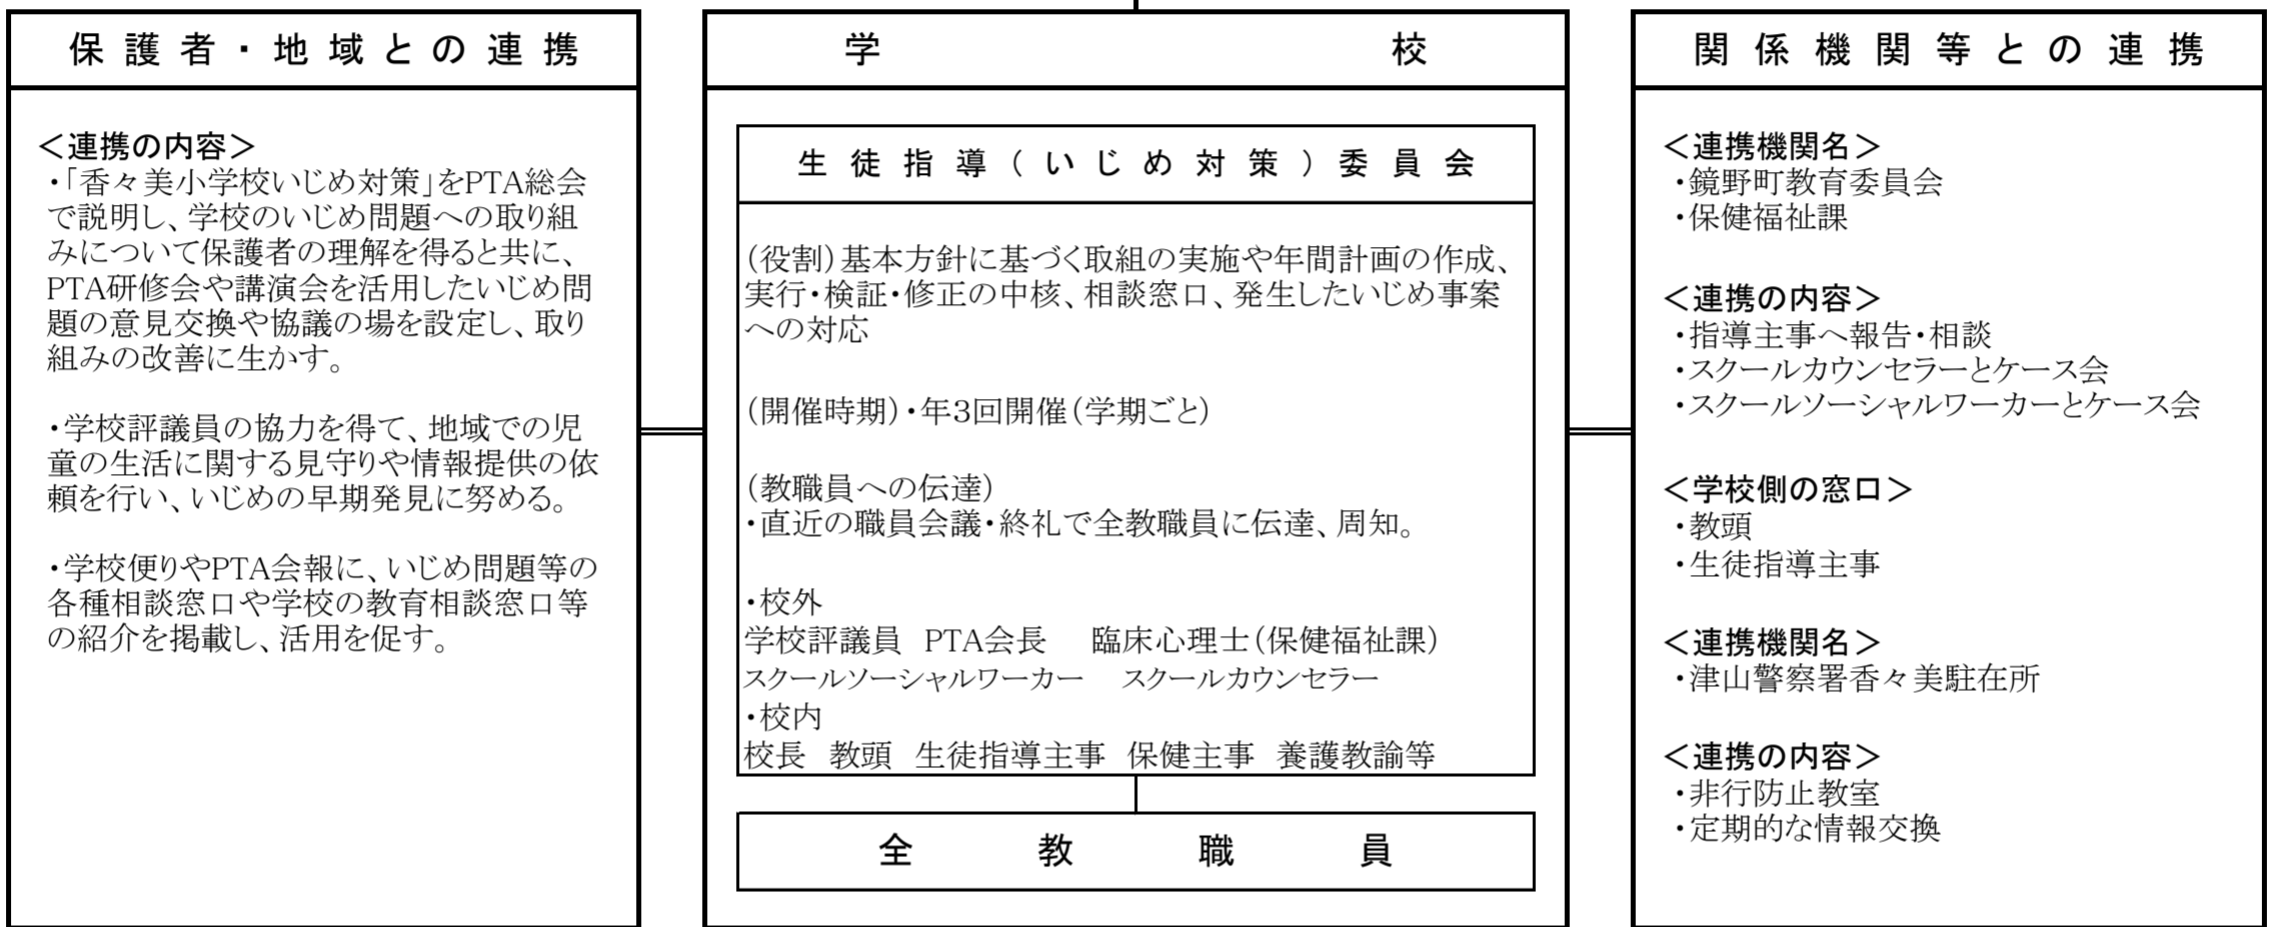 保護者・地域との連携
＜連携の内容＞
・「香々美小学校いじめ対策」をPTA総会
で説明し、学校のいじめ問題への取り組
みについて保護者の理解を得ると共に、
PTA研修会や講演会を活用したいじめ問
題の意見交換や協議の場を設定し、取り
組みの改善に生かす。
・学校評議員の協力を得て、地域での児
童の生活に関する見守りや情報提供の依
頼を行い、いじめの早期発見に努める。
・学校便りやPTA会報に、いじめ問題等の
各種相談窓口や学校の教育相談窓口等
の紹介を掲載し、活用を促す。
学校
生徒指導（いじめ対策）委員会
（役割）基本方針に基づく取組の実施や年間計画の作成、
実行・検証・修正の中核、相談窓口、発生したいじめ事案
への対応
（開催時期）・年3回開催（学期ごと）
（教職員への伝達）
・直近の職員会議・終礼で全教職員に伝達、周知。
・校外
学校評議員　PTA会長　臨床心理士（保健福祉課）
スクールソーシャルワーカー　スクールカウンセラー
・校内
校長　教頭　生徒指導主事　保健主事　養護教諭等
全教職員
関係機関等との連携
＜連携機関名＞
・鏡野町教育委員会
・保健福祉課
＜連携の内容＞
・指導主事へ報告・相談
・スクールカウンセラーとケース会
・スクールソーシャルワーカーとケース会
＜学校側の窓口＞
・教頭
・生徒指導主事
＜連携機関名＞
・津山警察署香々美駐在所
＜連携の内容＞
・非行防止教室
・定期的な情報交換